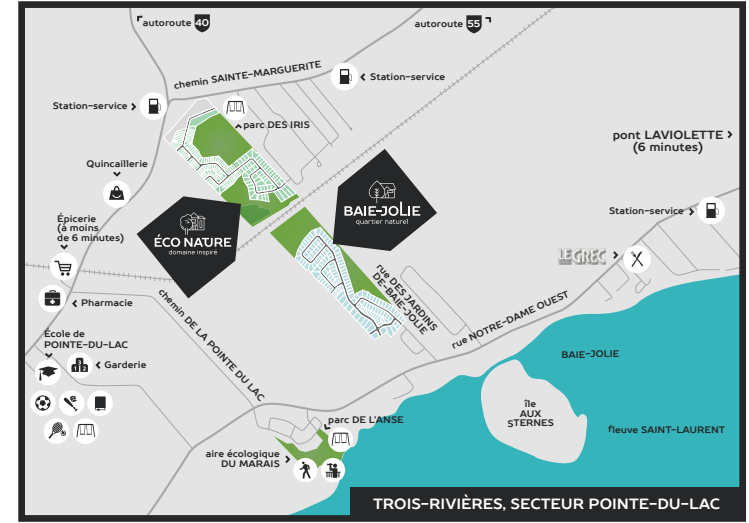 autoroute 40
autoroute 55
chemin SAINTE-MARGUERITE
Station-service
Station-service
parc DES IRIS
pont LAVIOLETTE
(6 minutes)
Quincaillerie
BAIE-JOLIE
quartier naturel
Station-service
Épicerie
(à moins
de 6 minutes)
ÉCO NATURE
domaine inspiré
LE GREC
rue DES JARDINS
DE-BAIE-JOLIE
Pharmacie
chemin DE LA POINTE DU LAC
rue NOTRE-DAME OUEST
École de
POINTE-DU-LAC
Garderie
BAIE-JOLIE
île
AUX
STERNES
parc DE L'ANSE
fleuve SAINT-LAURENT
aire écologique
DU MARAIS
TROIS-RIVIÈRES, SECTEUR POINTE-DU-LAC